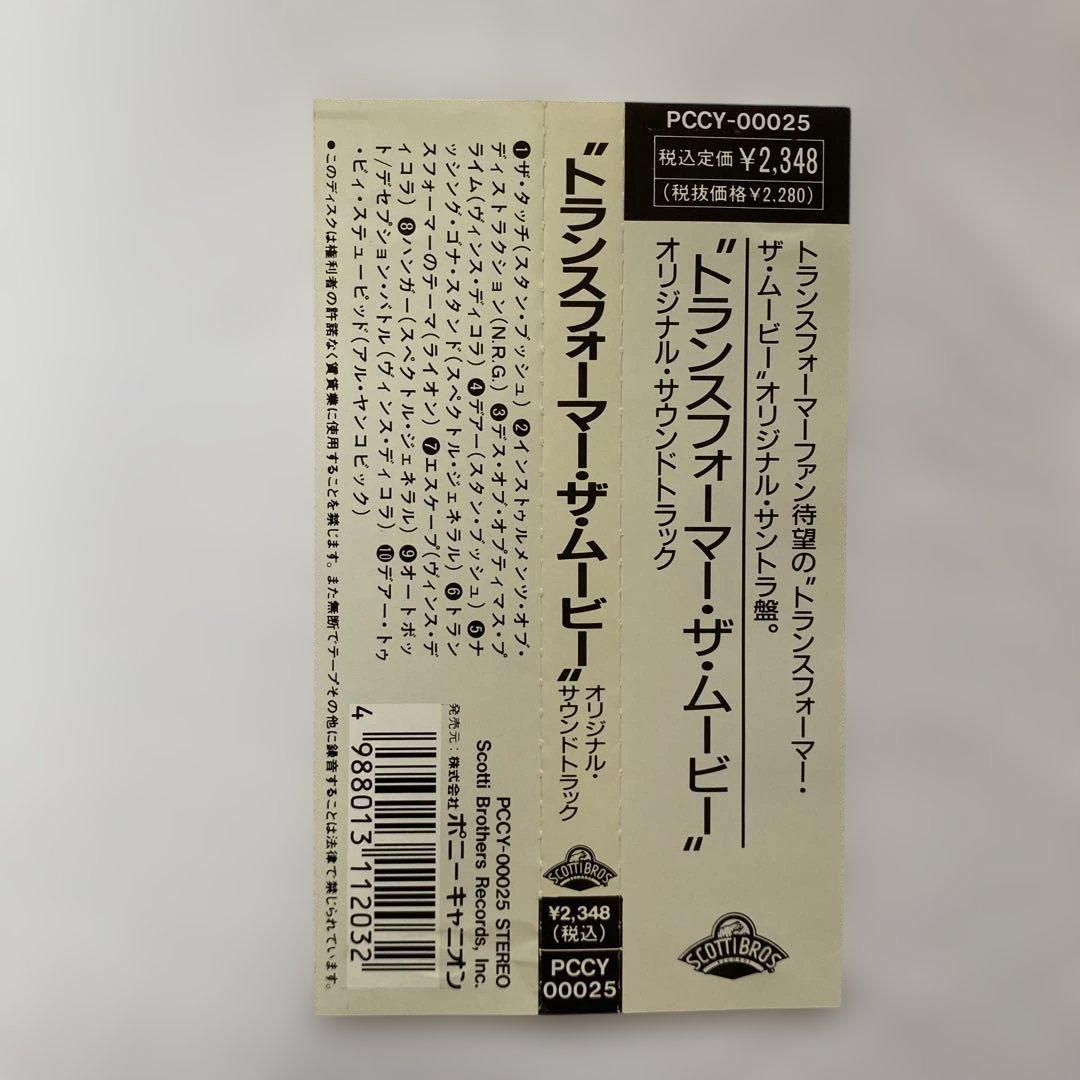 PCCY-00025
税込定価 ¥2,348
(税抜価格¥2,280)
トランスフォーマーファン待望の"トランスフォーマー・
ザ・ムービー"オリジナル・サントラ盤。
"トランスフォーマー・ザ・ムービー"
オリジナル・サウンドトラック
SCOTTI BROS
RECORDS
"トランスフォーマー・ザ・ムービー"
オリジナル・
サウンドトラック
SCOTTI BROS
RECORDS
¥2,348
(税込)
PCCY
00025
❶ザ・タッチ(スタン・ブッシュ) ❷インストゥルメンツ・オブ・
ディストラクション(N.R.G.) ❸デス・オブ・オプティマス・プ
ライム(ヴィンス・ディコラ) ❹デアー(スタン・ブッシュ) ❺ナ
ッシング・ゴナ・スタンド(スペクトル・ジェネラル) ❻トラン
スフォーマーのテーマ(ライオン) ❼エスケープ(ヴィンス・デ
ィコラ) ❽ハンガー(スペクトル・ジェネラル) ❾オートボッ
ト/デセプション・バトル(ヴィンス・ディコラ) ❿デアー・トゥ
・ビィ・ステューピッド(アル・ヤンコビック)
●このディスクは権利者の許諾なく賃貸業に使用することを禁じます。また無断でテープその他に録音することは法律で禁じられています。
PCCY-00025 STEREO
Scotti Brothers Records, Inc.
発売元:株式会社ポニーキャニオン
4 988013 112032